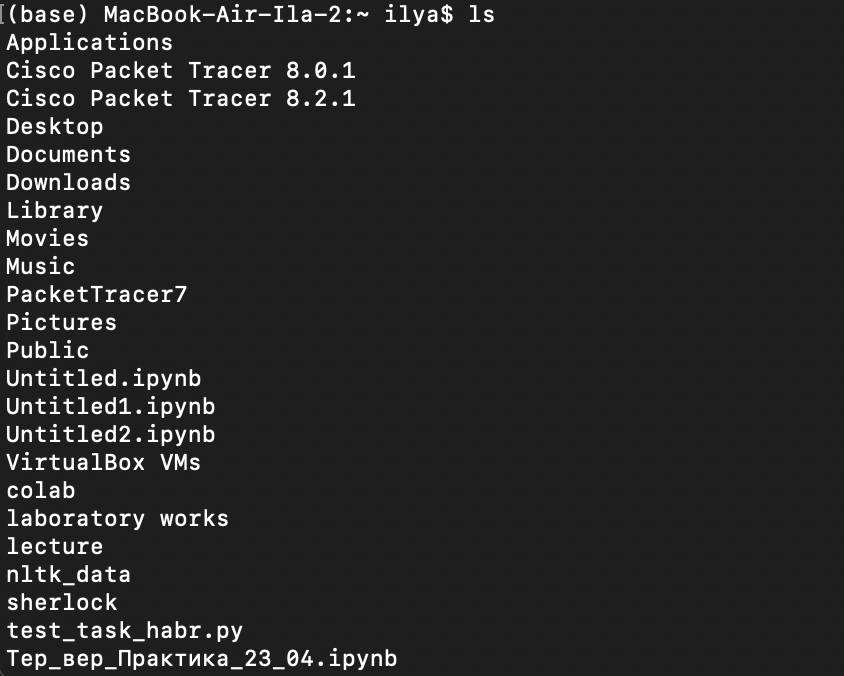 (base) MacBook-Air-Ila-2:~ ilya$ ls
Applications
Cisco Packet Tracer 8.0.1
Cisco Packet Tracer 8.2.1
Desktop
Documents
Downloads
Library
Movies
Music
PacketTracer7
Pictures
Public
Untitled.ipynb
Untitled1.ipynb
Untitled2.ipynb
VirtualBox VMs
colab
laboratory works
lecture
nltk_data
sherlock
test_task_habr.py
Тер_вер_Практика_23_04.ipynb